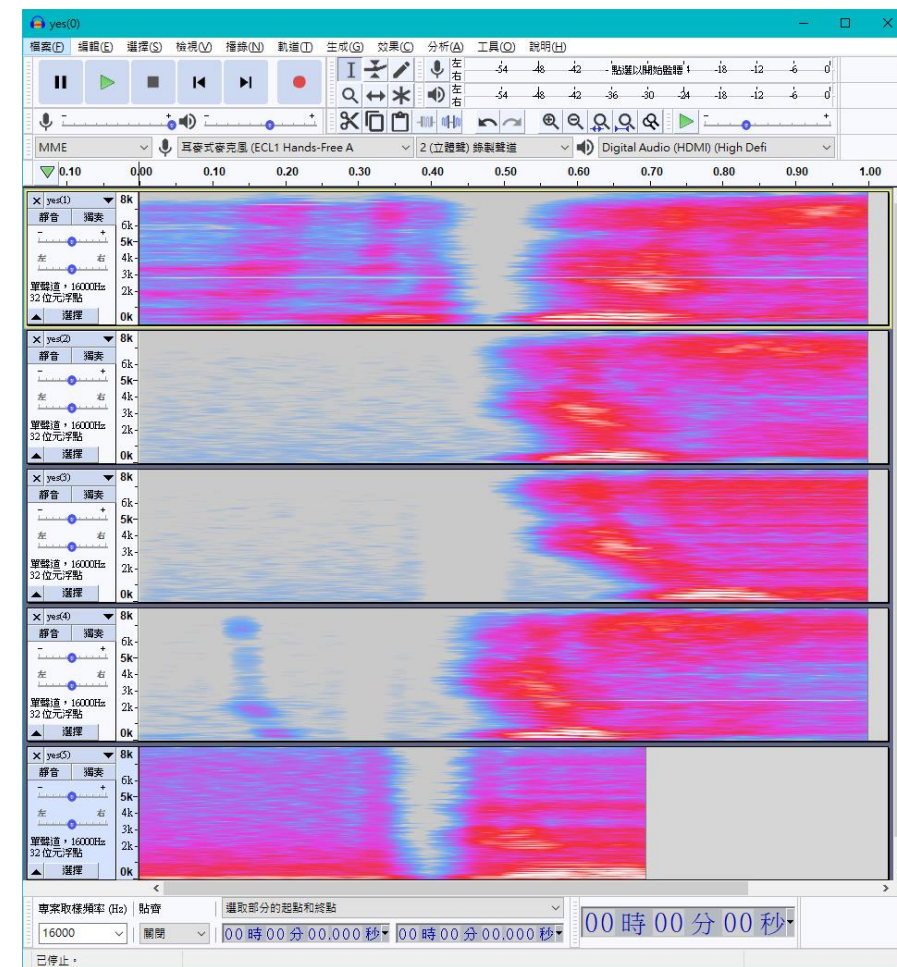 yes(0)
檔案(F) 編輯(E) 選擇(S) 檢視(V) 播錄(N) 軌道(T) 生成(G) 效果(C) 分析(A) 工具(O) 說明(H)
左 右 -54 -48 -42 - 點選以開始監聽 -18 -12 -6 0
左 右 -54 -48 -42 -36 -30 -24 -18 -12 -6 0
MME 耳麥式麥克風 (ECL1 Hands-Free A 2 (立體聲) 錄製聲道 Digital Audio (HDMI) (High Defi
0.10 0.00 0.10 0.20 0.30 0.40 0.50 0.60 0.70 0.80 0.90 1.00
× yes(1) 8k
靜音 獨奏 6k
- + 5k
左 右 4k
3k
單聲道，16000Hz 2k
32 位元浮點
選擇 0k
× yes(2) 8k
靜音 獨奏 6k
- + 5k
左 右 4k
3k
單聲道，16000Hz 2k
32 位元浮點
選擇 0k
× yes(3) 8k
靜音 獨奏 6k
- + 5k
左 右 4k
3k
單聲道，16000Hz 2k
32 位元浮點
選擇 0k
× yes(4) 8k
靜音 獨奏 6k
- + 5k
左 右 4k
3k
單聲道，16000Hz 2k
32 位元浮點
選擇 0k
× yes(5) 8k
靜音 獨奏 6k
- + 5k
左 右 4k
3k
單聲道，16000Hz 2k
32 位元浮點
選擇 0k
專案取樣頻率 (Hz) 貼齊 選取部分的起點和終點
16000 關閉 00 時 00 分 00.000 秒 00 時 00 分 00.000 秒 00 時 00 分 00 秒
已停止。